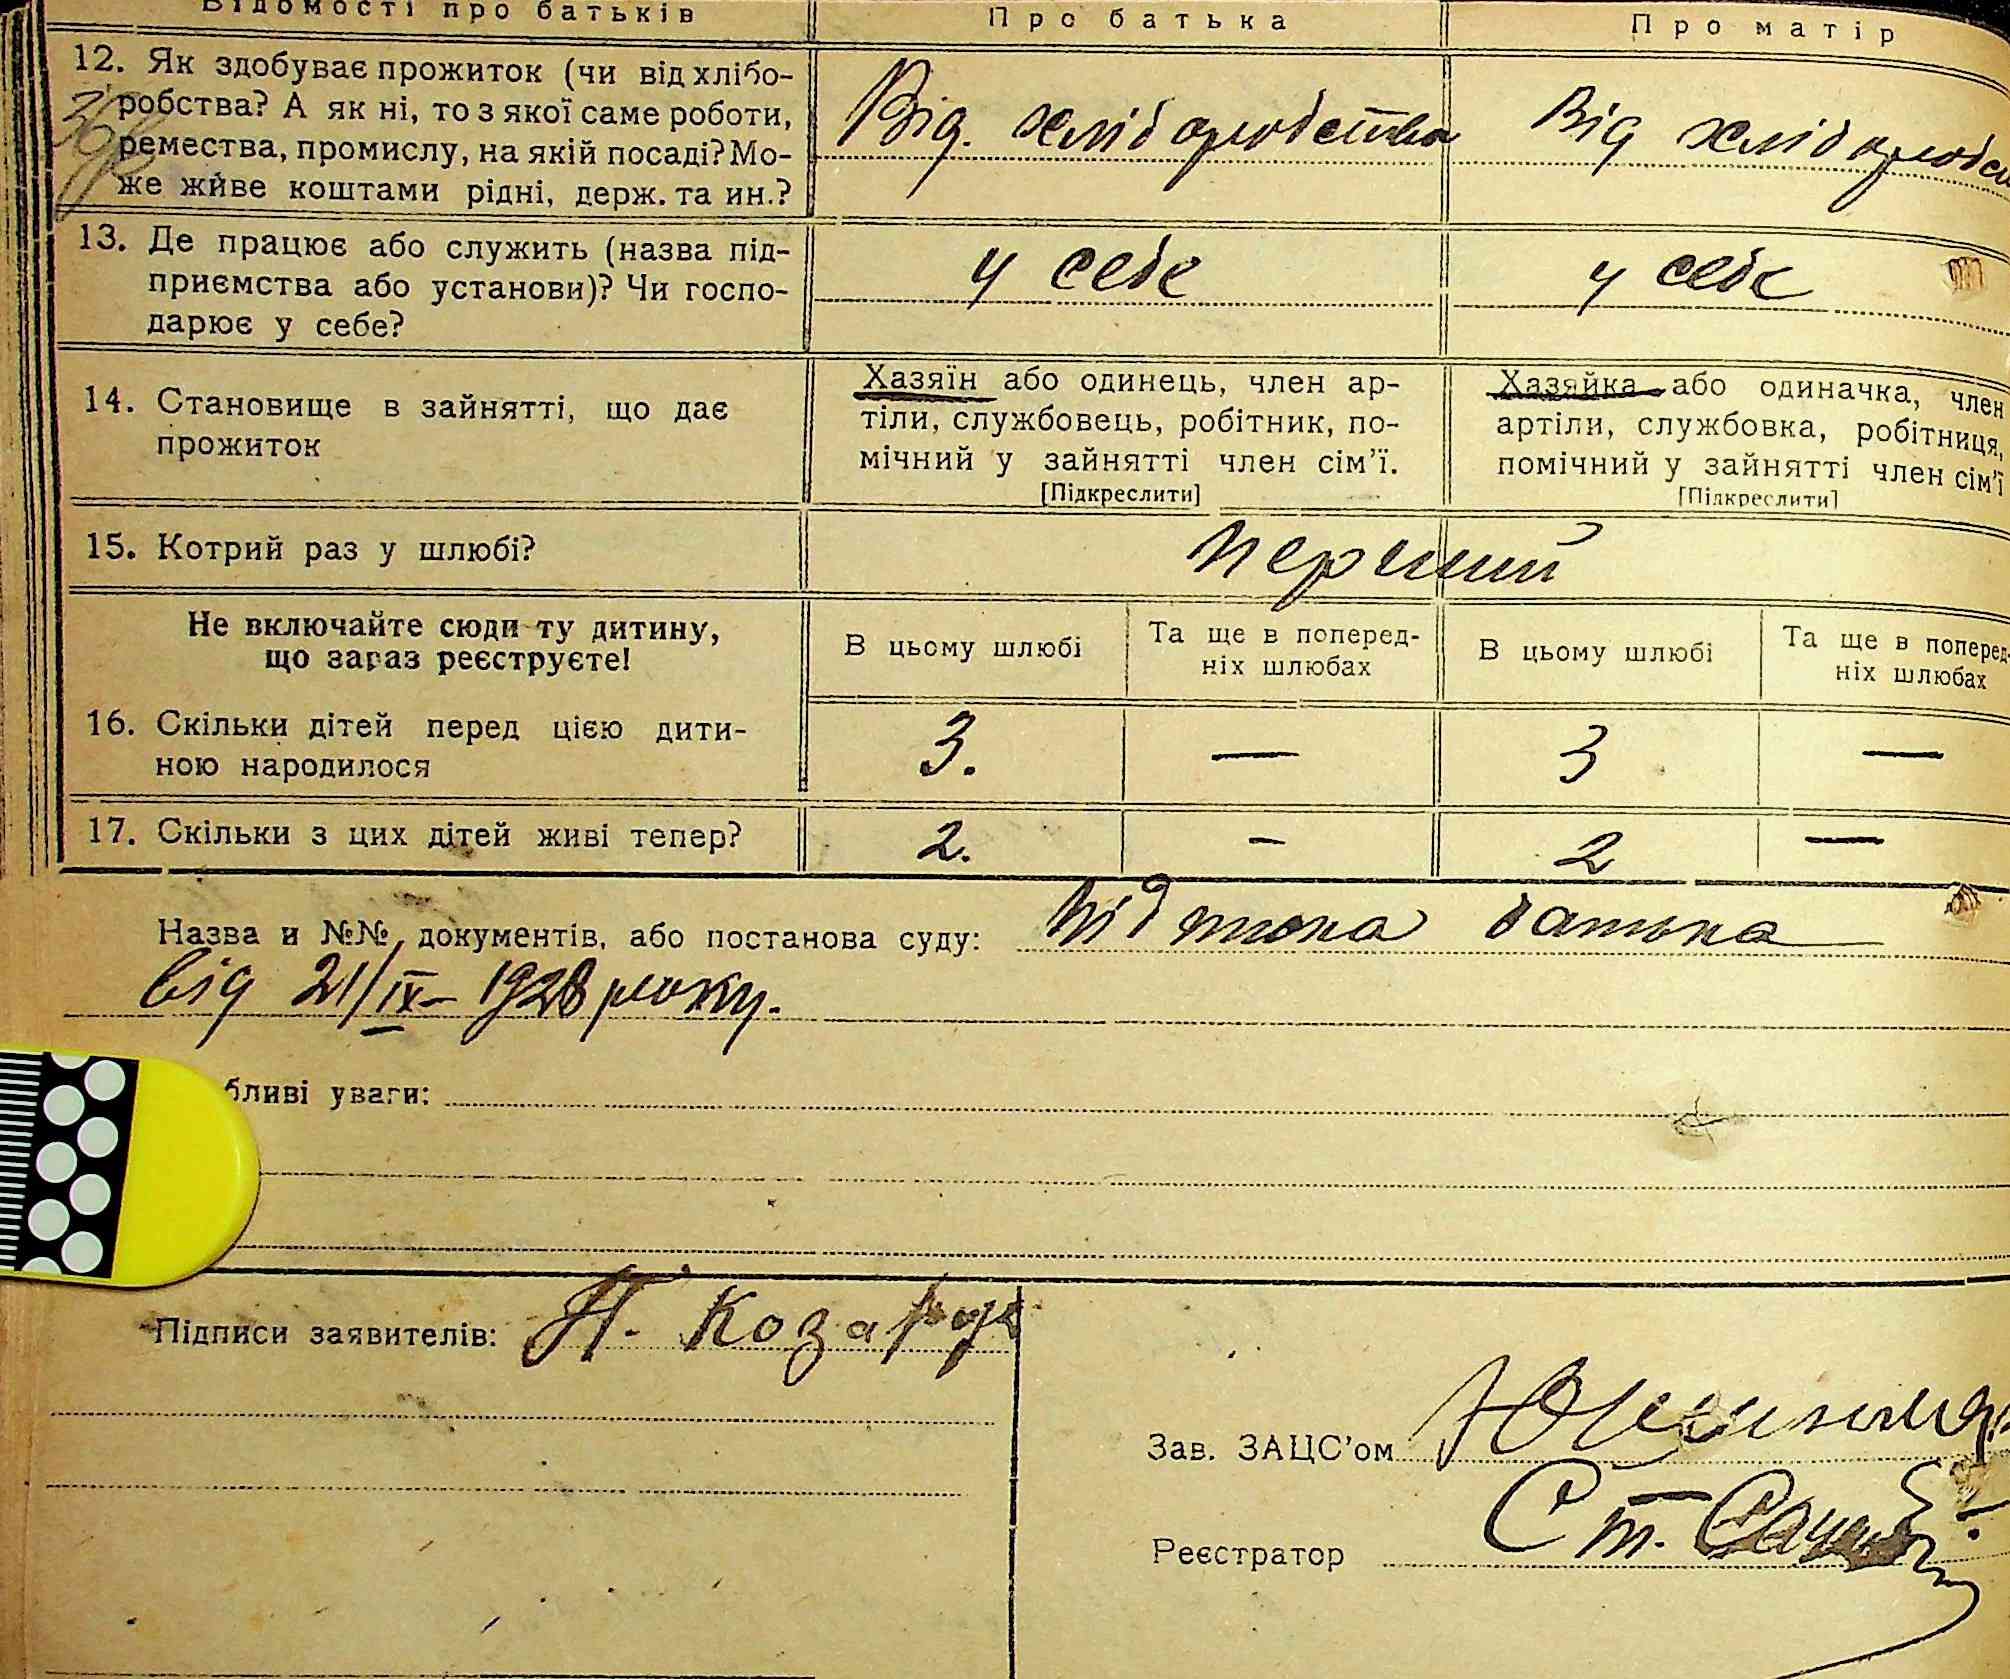 Відомості про батьків Про батька Про матір
12. Як здобуває прожиток (чи від хлібо-
робства? А як ні, то з якої саме роботи,
ремества, промислу, на якій посаді? Мо-
же живе коштами рідні, держ. та ин.?
Від. хліборобства
Від хліборобс
13. Де працює або служить (назва під-
приємства або установи)? Чи госпо-
дарює у себе?
у себе
у себе
14. Становище в зайнятті, що дає
прожиток
Хазяїн або одинець, член ар-
тіли, службовець, робітник, по-
мічний у зайнятті член сім'ї.
[Підкреслити]
Хазяйка або одиначка, член
артіли, службовка, робітниця,
помічний у зайнятті член сім'ї
[Підкреслити]
15. Котрий раз у шлюбі?
перший
Не включайте сюди ту дитину,
що зараз реєструєте!
В цьому шлюбі
Та ще в поперед-
ніх шлюбах
В цьому шлюбі
Та ще в поперед-
ніх шлюбах
16. Скільки дітей перед цією дити-
ною народилося
3. — 3 —
17. Скільки з цих дітей живі тепер?
2. - 2 —
Назва и №№, документів, або постанова суду: батька
від 21/IX - 1928 року.
бливі уваги:
Підписи заявителів: Козарук
Зав. ЗАЦС'ом
Реєстратор Ст.